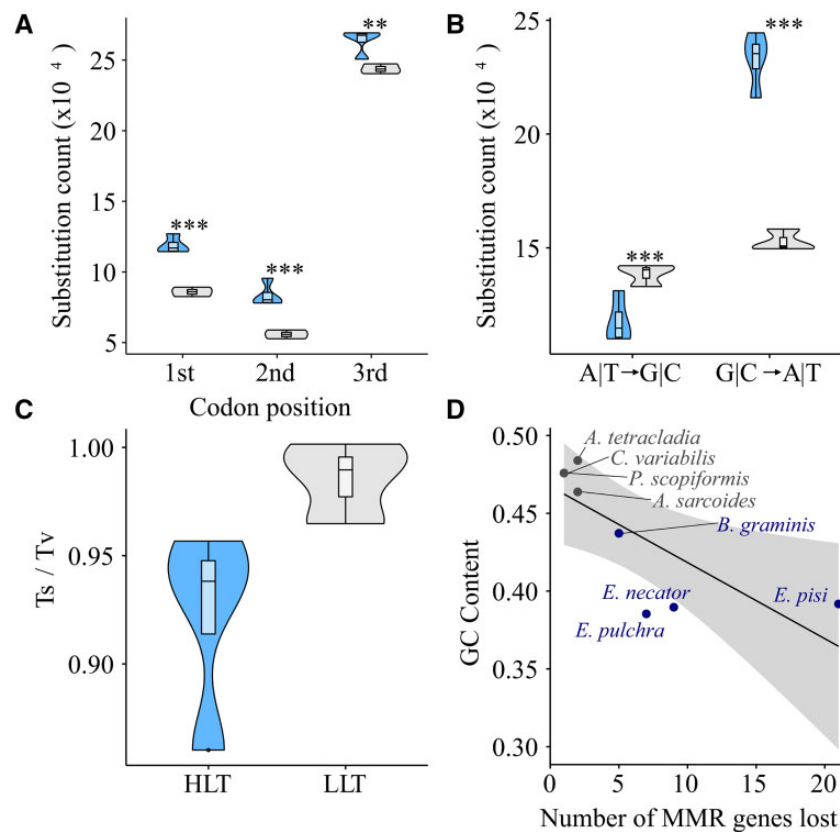 A
Substitution count (x10 4 )
25
20
15
10
5
**
***
***
1st 2nd 3rd
Codon position
B
Substitution count (x10 4 )
25
20
15
***
***
A|T→G|C G|C→A|T
C
Ts / Tv
1.00
0.95
0.90
HLT LLT
D
GC Content
0.50
0.45
0.40
0.35
0.30
A. tetracladia
C. variabilis
P. scopiformis
A. sarcoides
B. graminis
E. necator
E. pisi
E. pulchra
0 5 10 15 20
Number of MMR genes lost